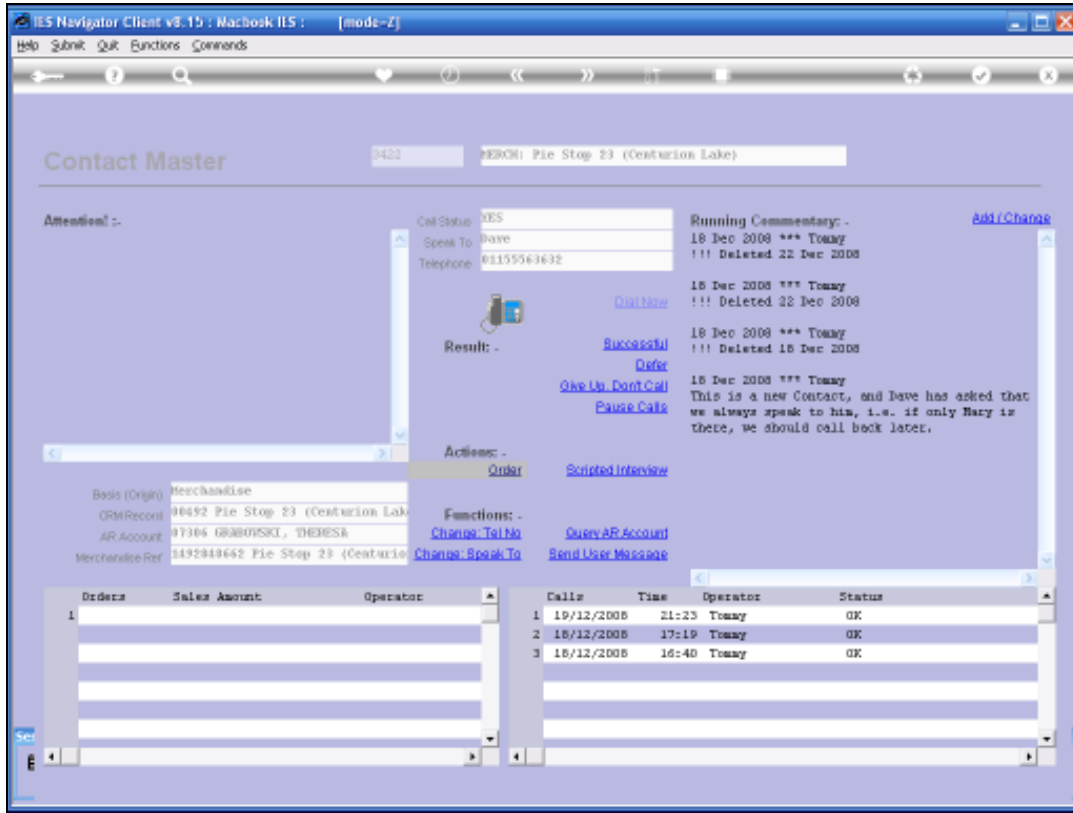 IES Navigator Client v8.15 : Macbook IES : [mode=Z]
Help Submit Quit Functions Commands
Contact Master 3422 MERCH: Pie Stop 23 (Centurion Lake)
Attention! :-
Call Status YES
Speak To Dave
Telephone 01155563632
Dial Now
Result: -
Successful
Defer
Give Up, Don't Call
Pause Calls
Actions: -
Order Scripted Interview
Running Commentary: - Add / Change
18 Dec 2008 *** Tommy
!!! Deleted 22 Dec 2008
18 Dec 2008 *** Tommy
!!! Deleted 22 Dec 2008
18 Dec 2008 *** Tommy
!!! Deleted 18 Dec 2008
18 Dec 2008 *** Tommy
This is a new Contact, and Dave has asked that
we always speak to him, i.e. if only Mary is
there, we should call back later.
Basis (Origin) Merchandise
CRM Record 00492 Pie Stop 23 (Centurion Lak
AR Account 07306 GRABOWSKI, THERESA
Merchandise Ref 1492848662 Pie Stop 23 (Centurio
Functions: -
Change: Tel No Query AR Account
Change: Speak To Send User Message
Orders Sales Amount Operator
1
Calls Time Operator Status
1 19/12/2008 21:23 Tommy OK
2 18/12/2008 17:19 Tommy OK
3 18/12/2008 16:40 Tommy OK